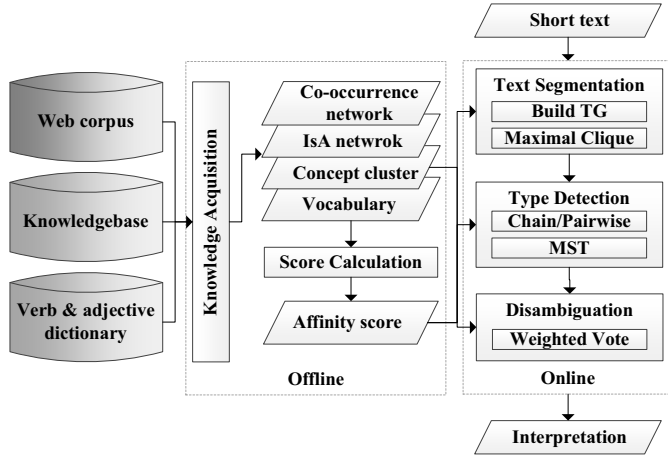 Short text
Web corpus
Knowledgebase
Verb & adjective
dictionary
Knowledge Acquisition
Co-occurrence
network
IsA netwrok
Concept cluster
Vocabulary
Score Calculation
Affinity score
Offline
Text Segmentation
Build TG
Maximal Clique
Type Detection
Chain/Pairwise
MST
Disambiguation
Weighted Vote
Online
Interpretation